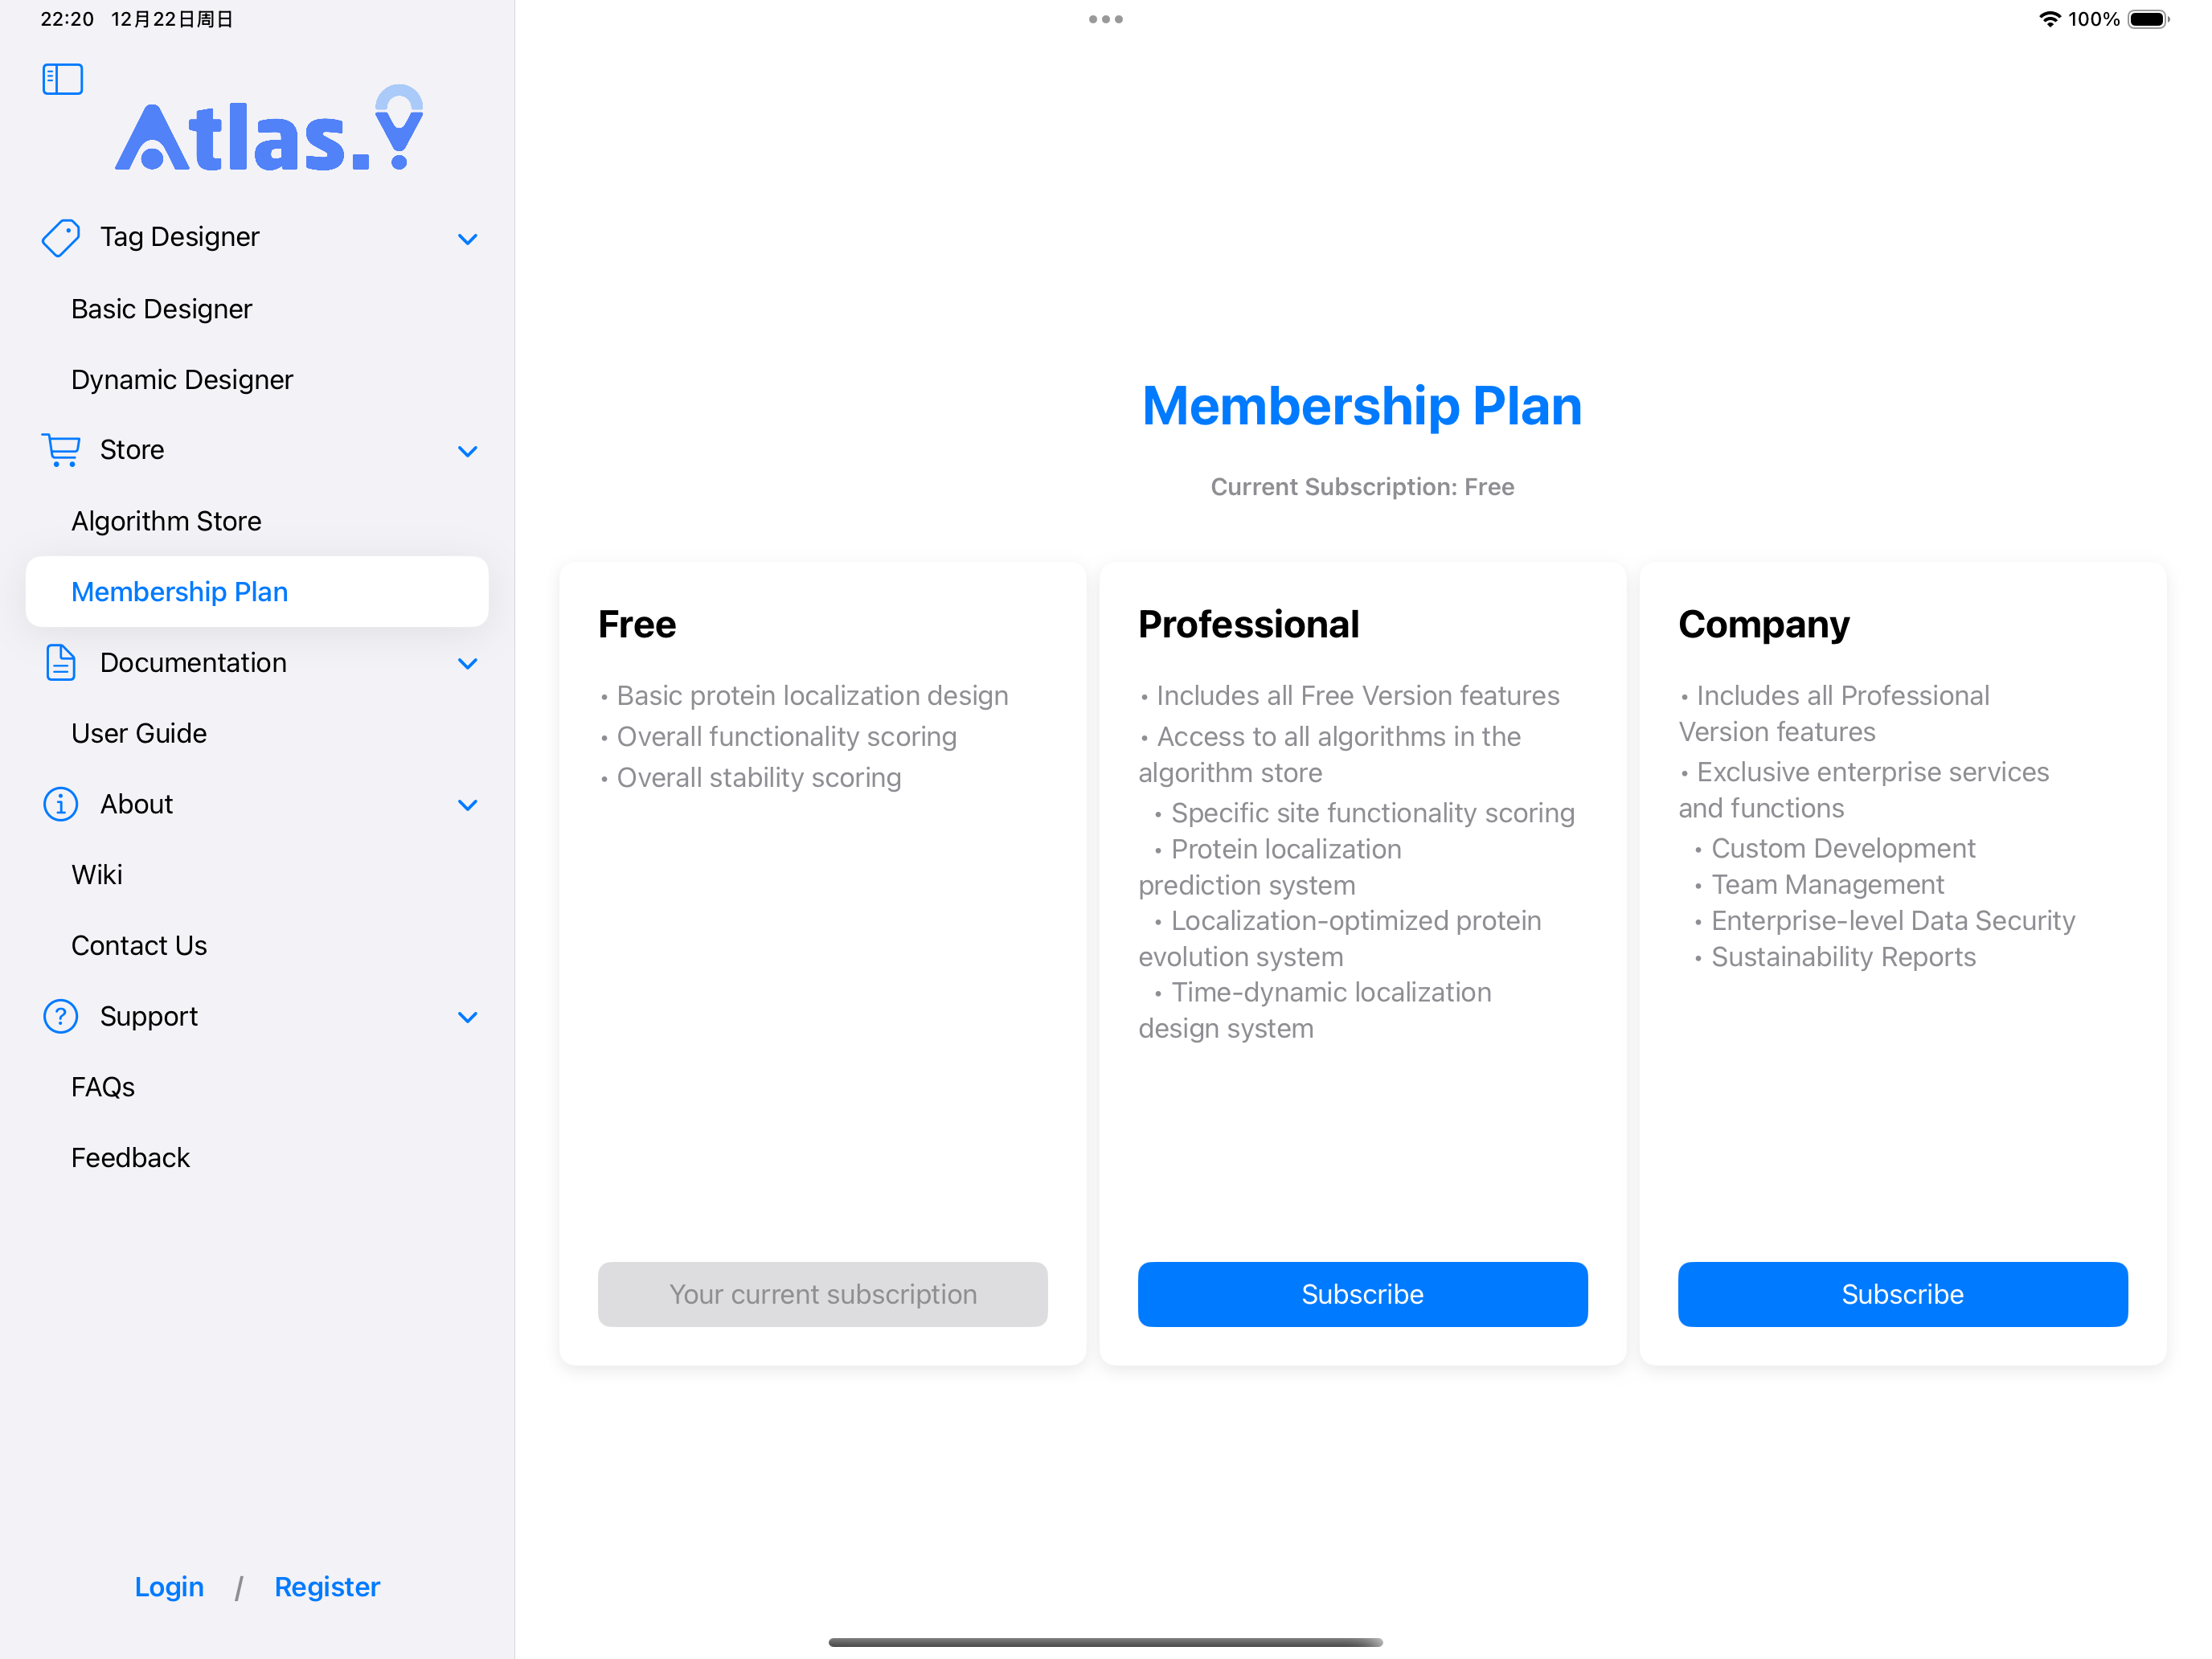 22:20 12月22日周日
100%
Atlas.
Tag Designer
Basic Designer
Dynamic Designer
Store
Algorithm Store
Membership Plan
Documentation
User Guide
About
Wiki
Contact Us
Support
FAQs
Feedback
Login / Register
Membership Plan
Current Subscription: Free
Free
• Basic protein localization design
• Overall functionality scoring
• Overall stability scoring
Your current subscription
Professional
• Includes all Free Version features
• Access to all algorithms in the
algorithm store
• Specific site functionality scoring
• Protein localization
prediction system
• Localization-optimized protein
evolution system
• Time-dynamic localization
design system
Subscribe
Company
• Includes all Professional
Version features
• Exclusive enterprise services
and functions
• Custom Development
• Team Management
• Enterprise-level Data Security
• Sustainability Reports
Subscribe